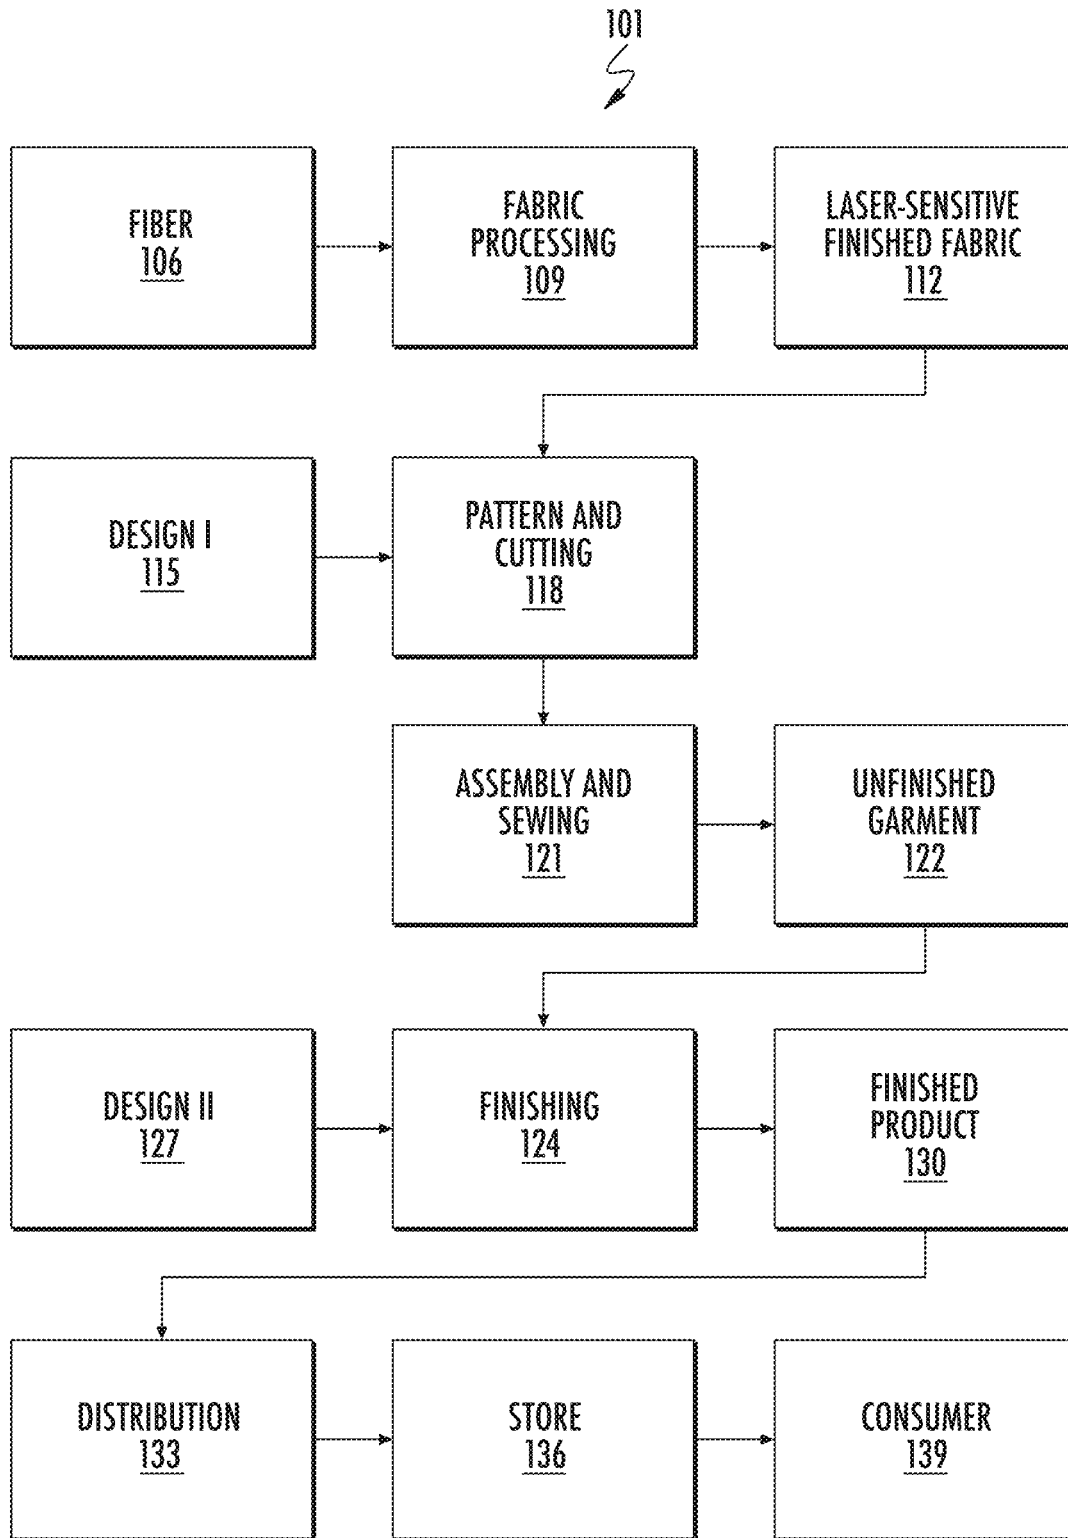 101
FIBER
106
FABRIC
PROCESSING
109
LASER-SENSITIVE
FINISHED FABRIC
112
DESIGN I
115
PATTERN AND
CUTTING
118
ASSEMBLY AND
SEWING
121
UNFINISHED
GARMENT
122
DESIGN II
127
FINISHING
124
FINISHED
PRODUCT
130
DISTRIBUTION
133
STORE
136
CONSUMER
139